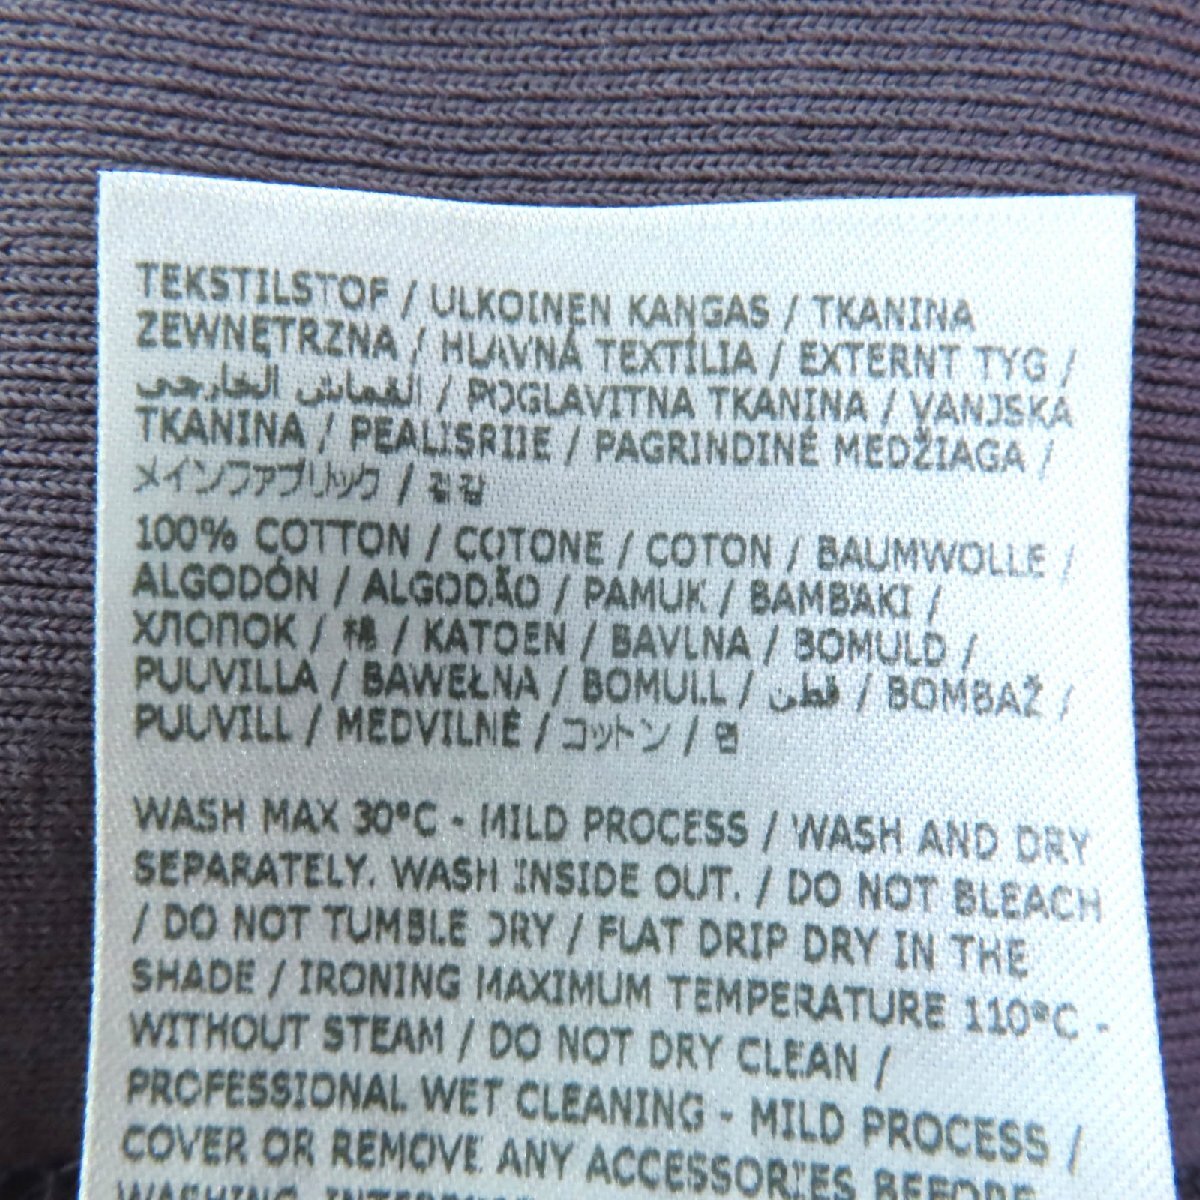 TEKSTILSTOF / ULKOINEN KANGAS / TKANINA
ZEWNĘTRZNA / HLAVNÁ TEXTÍLIA / EXTERNT TYG /
القماش الخارجي / POGLAVITNA TKANINA / VANJSKA
TKANINA / PEALISRIIE / PAGRINDINĖ MEDŽIAGA /
メインファブリック / 겉감
100% COTTON / COTONE / COTON / BAUMWOLLE /
ALGODÓN / ALGODÃO / PAMUK / BAMBAKI /
ХЛОПОК / 棉 / KATOEN / BAVLNA / BOMULD /
PUUVILLA / BAWEŁNA / BOMULL / قطن / BOMBAŽ /
PUUVILL / MEDVILNĖ / コットン / 면
WASH MAX 30°C - MILD PROCESS / WASH AND DRY
SEPARATELY. WASH INSIDE OUT. / DO NOT BLEACH
/ DO NOT TUMBLE DRY / FLAT DRIP DRY IN THE
SHADE / IRONING MAXIMUM TEMPERATURE 110°C -
WITHOUT STEAM / DO NOT DRY CLEAN /
PROFESSIONAL WET CLEANING - MILD PROCESS /
COVER OR REMOVE ANY ACCESSORIES BEFORE
WASHING.